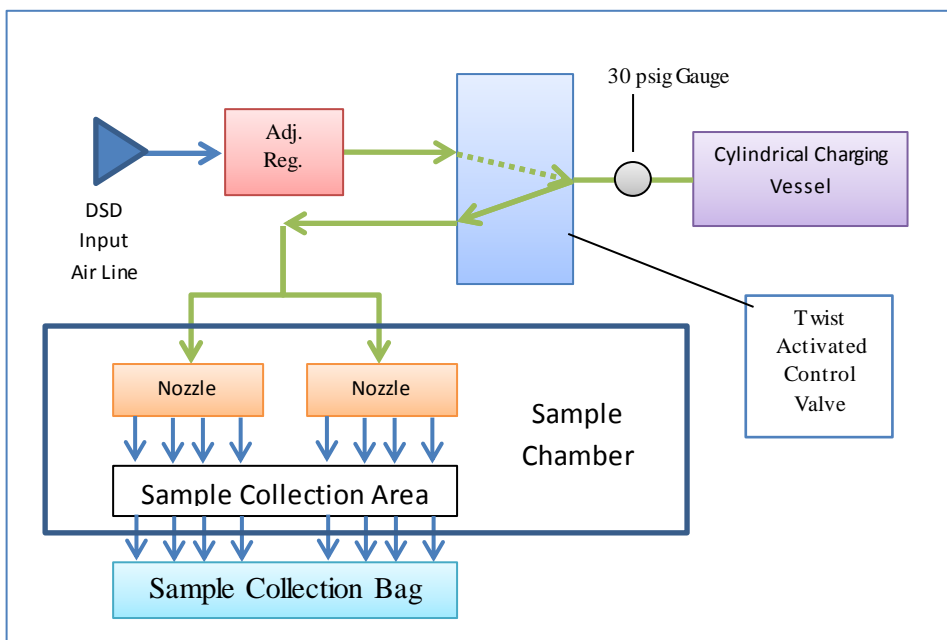 30 psig Gauge
Adj.
Reg.
Cylindrical Charging
Vessel
DSD
Input
Air Line
Twist
Activated
Control
Valve
Nozzle
Nozzle
Sample
Chamber
Sample Collection Area
Sample Collection Bag